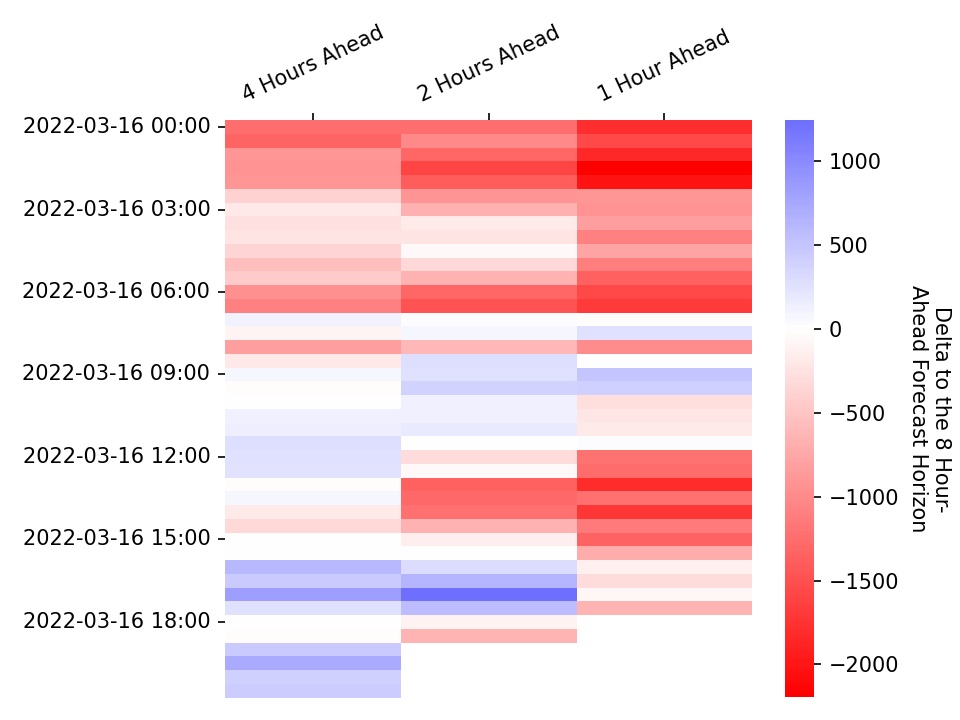 4 Hours Ahead
2 Hours Ahead
1 Hour Ahead
2022-03-16 00:00
2022-03-16 03:00
2022-03-16 06:00
2022-03-16 09:00
2022-03-16 12:00
2022-03-16 15:00
2022-03-16 18:00
1000
500
0
−500
−1000
−1500
−2000
Delta to the 8 Hour-
Ahead Forecast Horizon